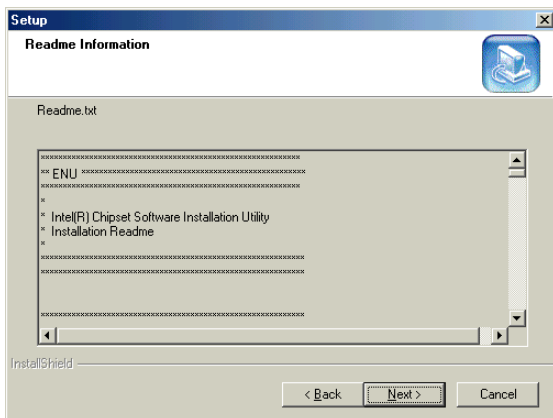 Setup
Readme Information
Readme.txt
******************************************************************
** ENU *********************************************************
******************************************************************
*
* Intel(R) Chipset Software Installation Utility
* Installation Readme
*
*******************************************************************
*******************************************************************
*******************************************************************
InstallShield
< Back
Next >
Cancel